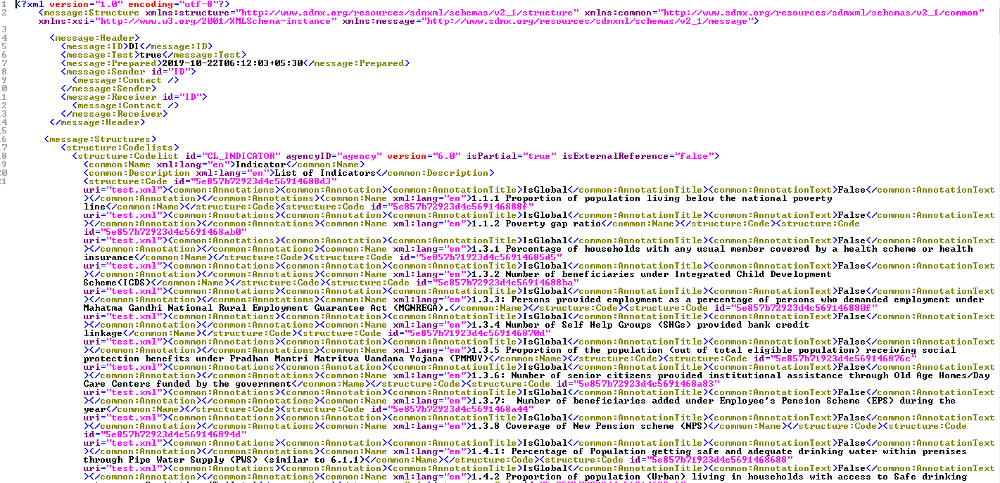 1 <?xml version="1.0" encoding="utf-8"?>
2 <message:Structure xmlns:structure="http://www.sdmx.org/resources/sdmxml/schemas/v2_1/structure" xmlns:common="http://www.sdmx.org/resources/sdmxml/schemas/v2_1/common"
xmlns:xsi="http://www.w3.org/2001/XMLSchema-instance" xmlns:message="http://www.sdmx.org/resources/sdmxml/schemas/v2_1/message">
3
4 <message:Header>
5 <message:ID>DI</message:ID>
6 <message:Test>true</message:Test>
7 <message:Prepared>2019-10-22T06:12:03+05:30</message:Prepared>
8 <message:Sender id="ID">
9 <message:Contact />
10 </message:Sender>
11 <message:Receiver id="ID">
12 <message:Contact />
13 </message:Receiver>
14 </message:Header>
15
16 <message:Structures>
17 <structure:Codelists>
18 <structure:Codelist id="CL_INDICATOR" agencyID="agency" version="6.0" isPartial="true" isExternalReference="false">
19 <common:Name xml:lang="en">Indicator</common:Name>
20 <common:Description xml:lang="en">List of Indicators</common:Description>
21 <structure:Code id="5e857b72923d4c56914688d3"
uri="test.xml"><common:Annotations><common:Annotation><common:AnnotationTitle>IsGlobal</common:AnnotationTitle><common:AnnotationText>False</common:AnnotationText
></common:Annotation></common:Annotations><common:Name xml:lang="en">1.1.1 Proportion of population living below the national poverty
line</common:Name></structure:Code><structure:Code id="5e857b72923d4c569146888f"
uri="test.xml"><common:Annotations><common:Annotation><common:AnnotationTitle>IsGlobal</common:AnnotationTitle><common:AnnotationText>False</common:AnnotationText
></common:Annotation></common:Annotations><common:Name xml:lang="en">1.1.2 Poverty gap ratio</common:Name></structure:Code><structure:Code
id="5e857b72923d4c5691468ab0"
uri="test.xml"><common:Annotations><common:Annotation><common:AnnotationTitle>IsGlobal</common:AnnotationTitle><common:AnnotationText>False</common:AnnotationText
></common:Annotation></common:Annotations><common:Name xml:lang="en">1.3.1 Percentage of households with any usual member covered by a health scheme or health
insurance</common:Name></structure:Code><structure:Code id="5e857b71923d4c56914685d5"
uri="test.xml"><common:Annotations><common:Annotation><common:AnnotationTitle>IsGlobal</common:AnnotationTitle><common:AnnotationText>False</common:AnnotationText
></common:Annotation></common:Annotations><common:Name xml:lang="en">1.3.2 Number of beneficiaries under Integrated Child Development
Scheme(ICDS)</common:Name></structure:Code><structure:Code id="5e857b72923d4c56914688ba"
uri="test.xml"><common:Annotations><common:Annotation><common:AnnotationTitle>IsGlobal</common:AnnotationTitle><common:AnnotationText>False</common:AnnotationText
></common:Annotation></common:Annotations><common:Name xml:lang="en">1.3.3: Persons provided employment as a percentage of persons who demanded employment under
Mahatma Gandhi National Rural Employment Guarantee Act (MGNREGA).</common:Name></structure:Code><structure:Code id="5e857b72923d4c569146880f"
uri="test.xml"><common:Annotations><common:Annotation><common:AnnotationTitle>IsGlobal</common:AnnotationTitle><common:AnnotationText>False</common:AnnotationText
></common:Annotation></common:Annotations><common:Name xml:lang="en">1.3.4 Number of Self Help Groups (SHGs) provided bank credit
linkage</common:Name></structure:Code><structure:Code id="5e857b71923d4c569146870d"
uri="test.xml"><common:Annotations><common:Annotation><common:AnnotationTitle>IsGlobal</common:AnnotationTitle><common:AnnotationText>False</common:AnnotationText
></common:Annotation></common:Annotations><common:Name xml:lang="en">1.3.5 Proportion of the population (out of total eligible population) receiving social
protection benefits under Pradhan Mantri Matritva Vandana Yojana (PMMVY)</common:Name></structure:Code><structure:Code id="5e857b71923d4c569146876c"
uri="test.xml"><common:Annotations><common:Annotation><common:AnnotationTitle>IsGlobal</common:AnnotationTitle><common:AnnotationText>False</common:AnnotationText
></common:Annotation></common:Annotations><common:Name xml:lang="en">1.3.6: Number of senior citizens provided institutional assistance through Old Age Homes/Day
Care Centers funded by the government</common:Name></structure:Code><structure:Code id="5e857b72923d4c5691468a83"
uri="test.xml"><common:Annotations><common:Annotation><common:AnnotationTitle>IsGlobal</common:AnnotationTitle><common:AnnotationText>False</common:AnnotationText
></common:Annotation></common:Annotations><common:Name xml:lang="en">1.3.7:  Number of beneficiaries added under Employee's Pension Scheme (EPS) during the
year</common:Name></structure:Code><structure:Code id="5e857b72923d4c5691468a44"
uri="test.xml"><common:Annotations><common:Annotation><common:AnnotationTitle>IsGlobal</common:AnnotationTitle><common:AnnotationText>False</common:AnnotationText
></common:Annotation></common:Annotations><common:Name xml:lang="en">1.3.8 Coverage of New Pension scheme (NPS)</common:Name></structure:Code><structure:Code
id="5e857b72923d4c569146894d"
uri="test.xml"><common:Annotations><common:Annotation><common:AnnotationTitle>IsGlobal</common:AnnotationTitle><common:AnnotationText>False</common:AnnotationText
></common:Annotation></common:Annotations><common:Name xml:lang="en">1.4.1: Percentage of Population getting safe and adequate drinking water within premises
through Pipe Water Supply (PWS) (similar to 6.1.1)</common:Name></structure:Code><structure:Code id="5e857b71923d4c5691468688"
uri="test.xml"><common:Annotations><common:Annotation><common:AnnotationTitle>IsGlobal</common:AnnotationTitle><common:AnnotationText>False</common:AnnotationText
></common:Annotation></common:Annotations><common:Name xml:lang="en">1.4.2 Proportion of population (Urban) living in households with access to Safe drinking